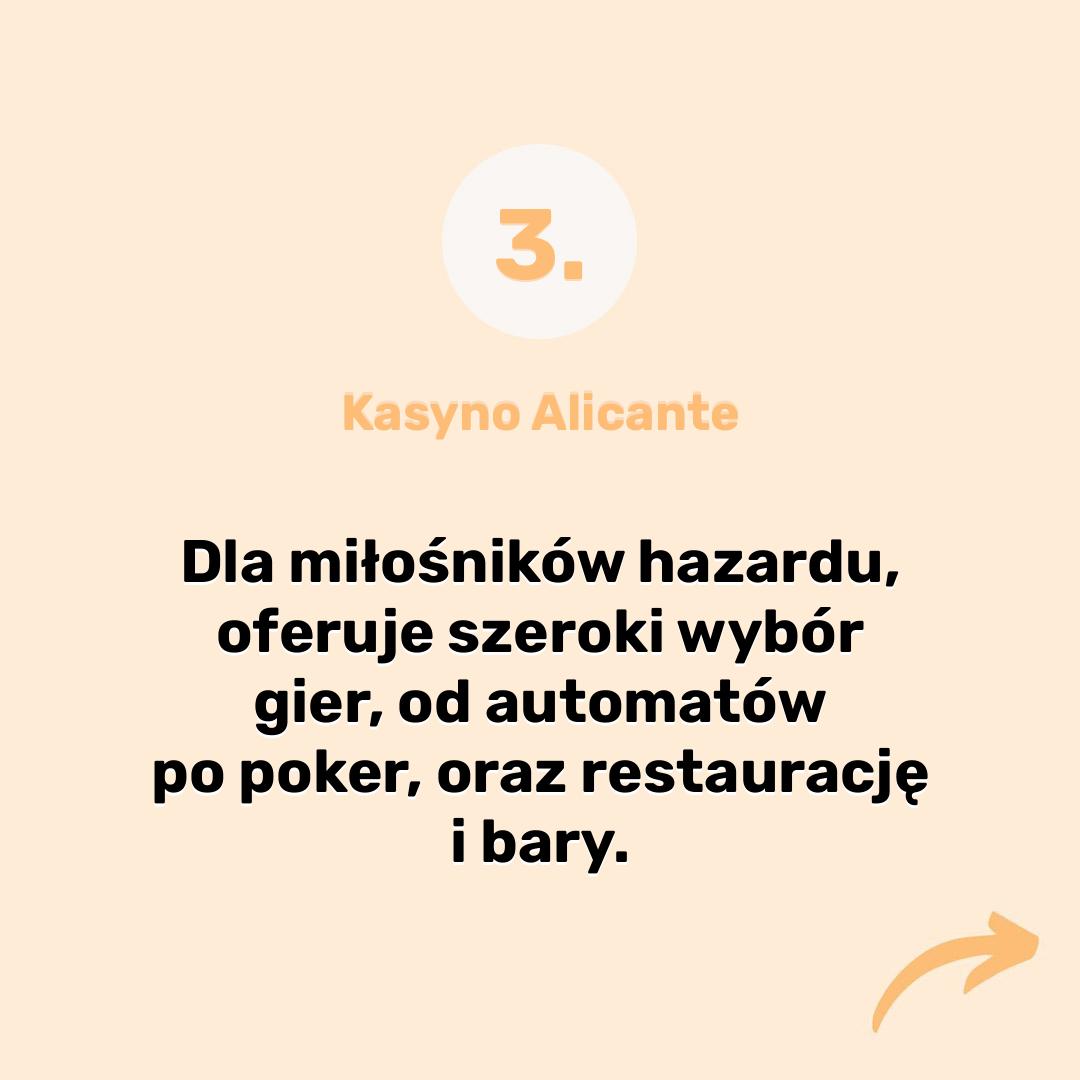 3.
Kasyno Alicante
Dla miłośników hazardu,
oferuje szeroki wybór
gier, od automatów
po poker, oraz restaurację
i bary.